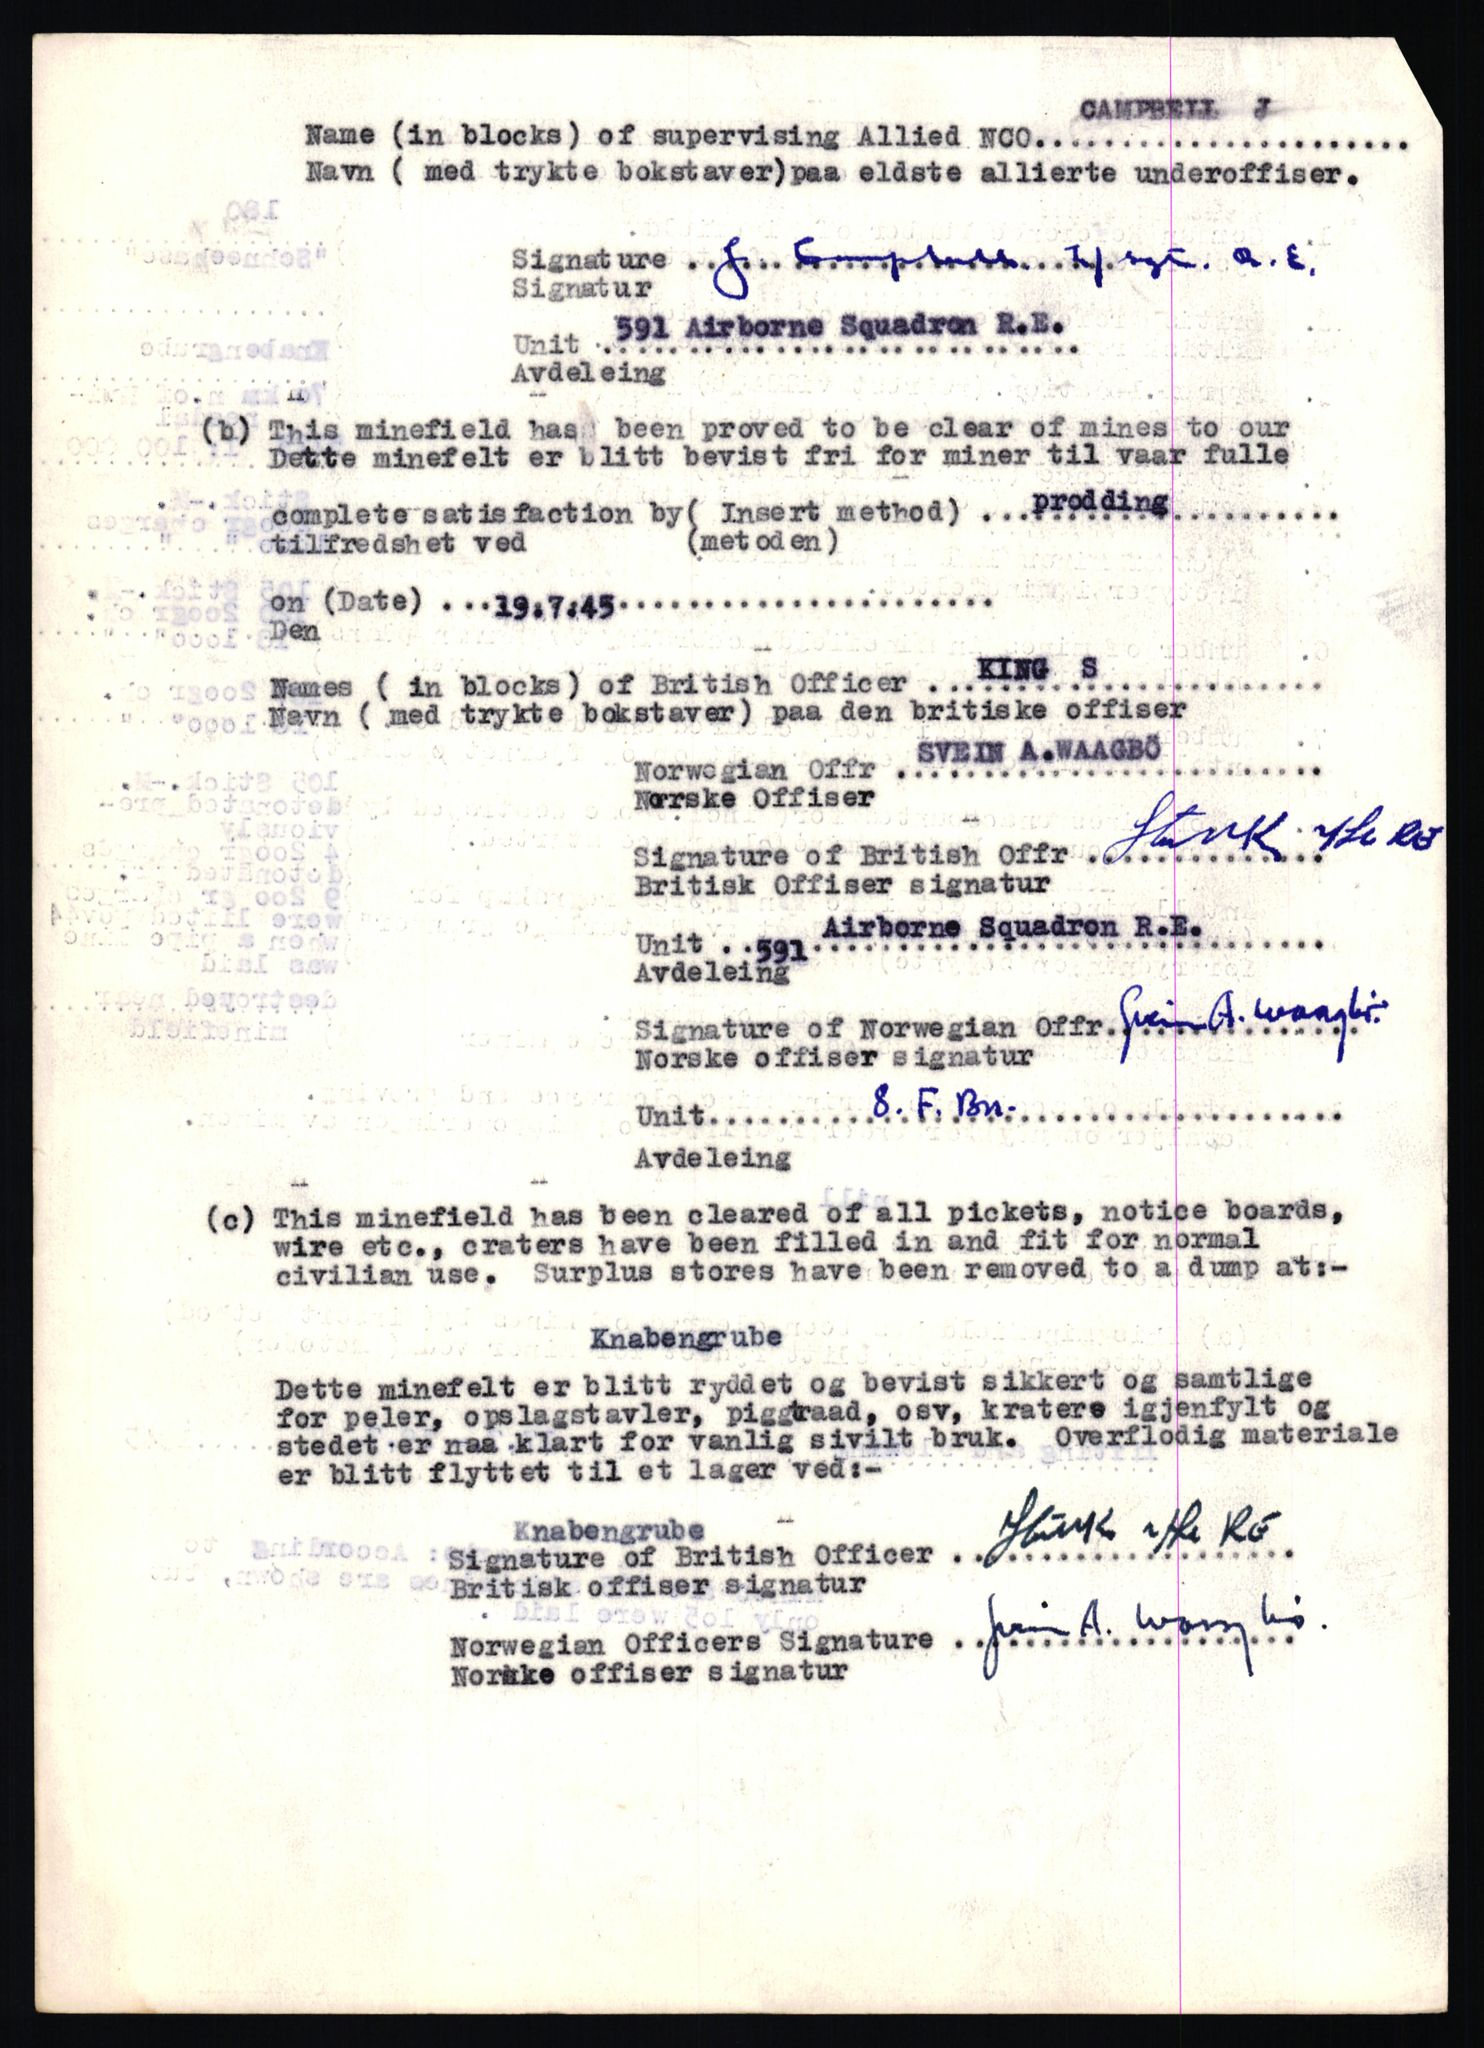 CAMPBELL J
Name (in blocks) of supervising Allied NCO......................
Navn ( med trykte bokstaver)paa eldste allierte underoffiser.
Signature .. J. Campbell L/Sgt. R.E.
Signatur
591 Airborne Squadron R.E.
Unit ............................
Avdeleing
(b) This minefield has been proved to be clear of mines to our
Dette minefelt er blitt bevist fri for miner til vaar fulle
complete satisfaction by( Insert method) ...prodding..........
tilfredshet ved (metoden)
on (Date) ...19.7.45......................
Den
Names ( in blocks) of British Officer ...KING S..............
Navn ( med trykte bokstaver) paa den britiske offiser
SVEIN A.WAAGBÖ
Norwegian Offr .........................
Norske Offiser
Signature of British Offr .............. RE
Britisk Offiser signatur
Unit ..591 Airborne Squadron R.E........
Avdeleing
Signature of Norwegian Offr. Svein A. Waagbö.
Norske offiser signatur
Unit.......... 8. F. Bn. ...................
Avdeleing
(c) This minefield has been cleared of all pickets, notice boards,
wire etc., craters have been filled in and fit for normal
civilian use. Surplus stores have been removed to a dump at:-
Knabengrube
Dette minefelt er blitt ryddet og bevist sikkert og samtlige
for peler, opslagstavler, piggtraad, osv, kratere igjenfylt og
stedet er naa klart for vanlig sivilt bruk. Overflodig materiale
er blitt flyttet til et lager ved:-
Knabengrube
Signature of British Officer .................... RE
Britisk offiser signatur
Norwegian Officers Signature .. Svein A. Waagbö.
Norske offiser signatur